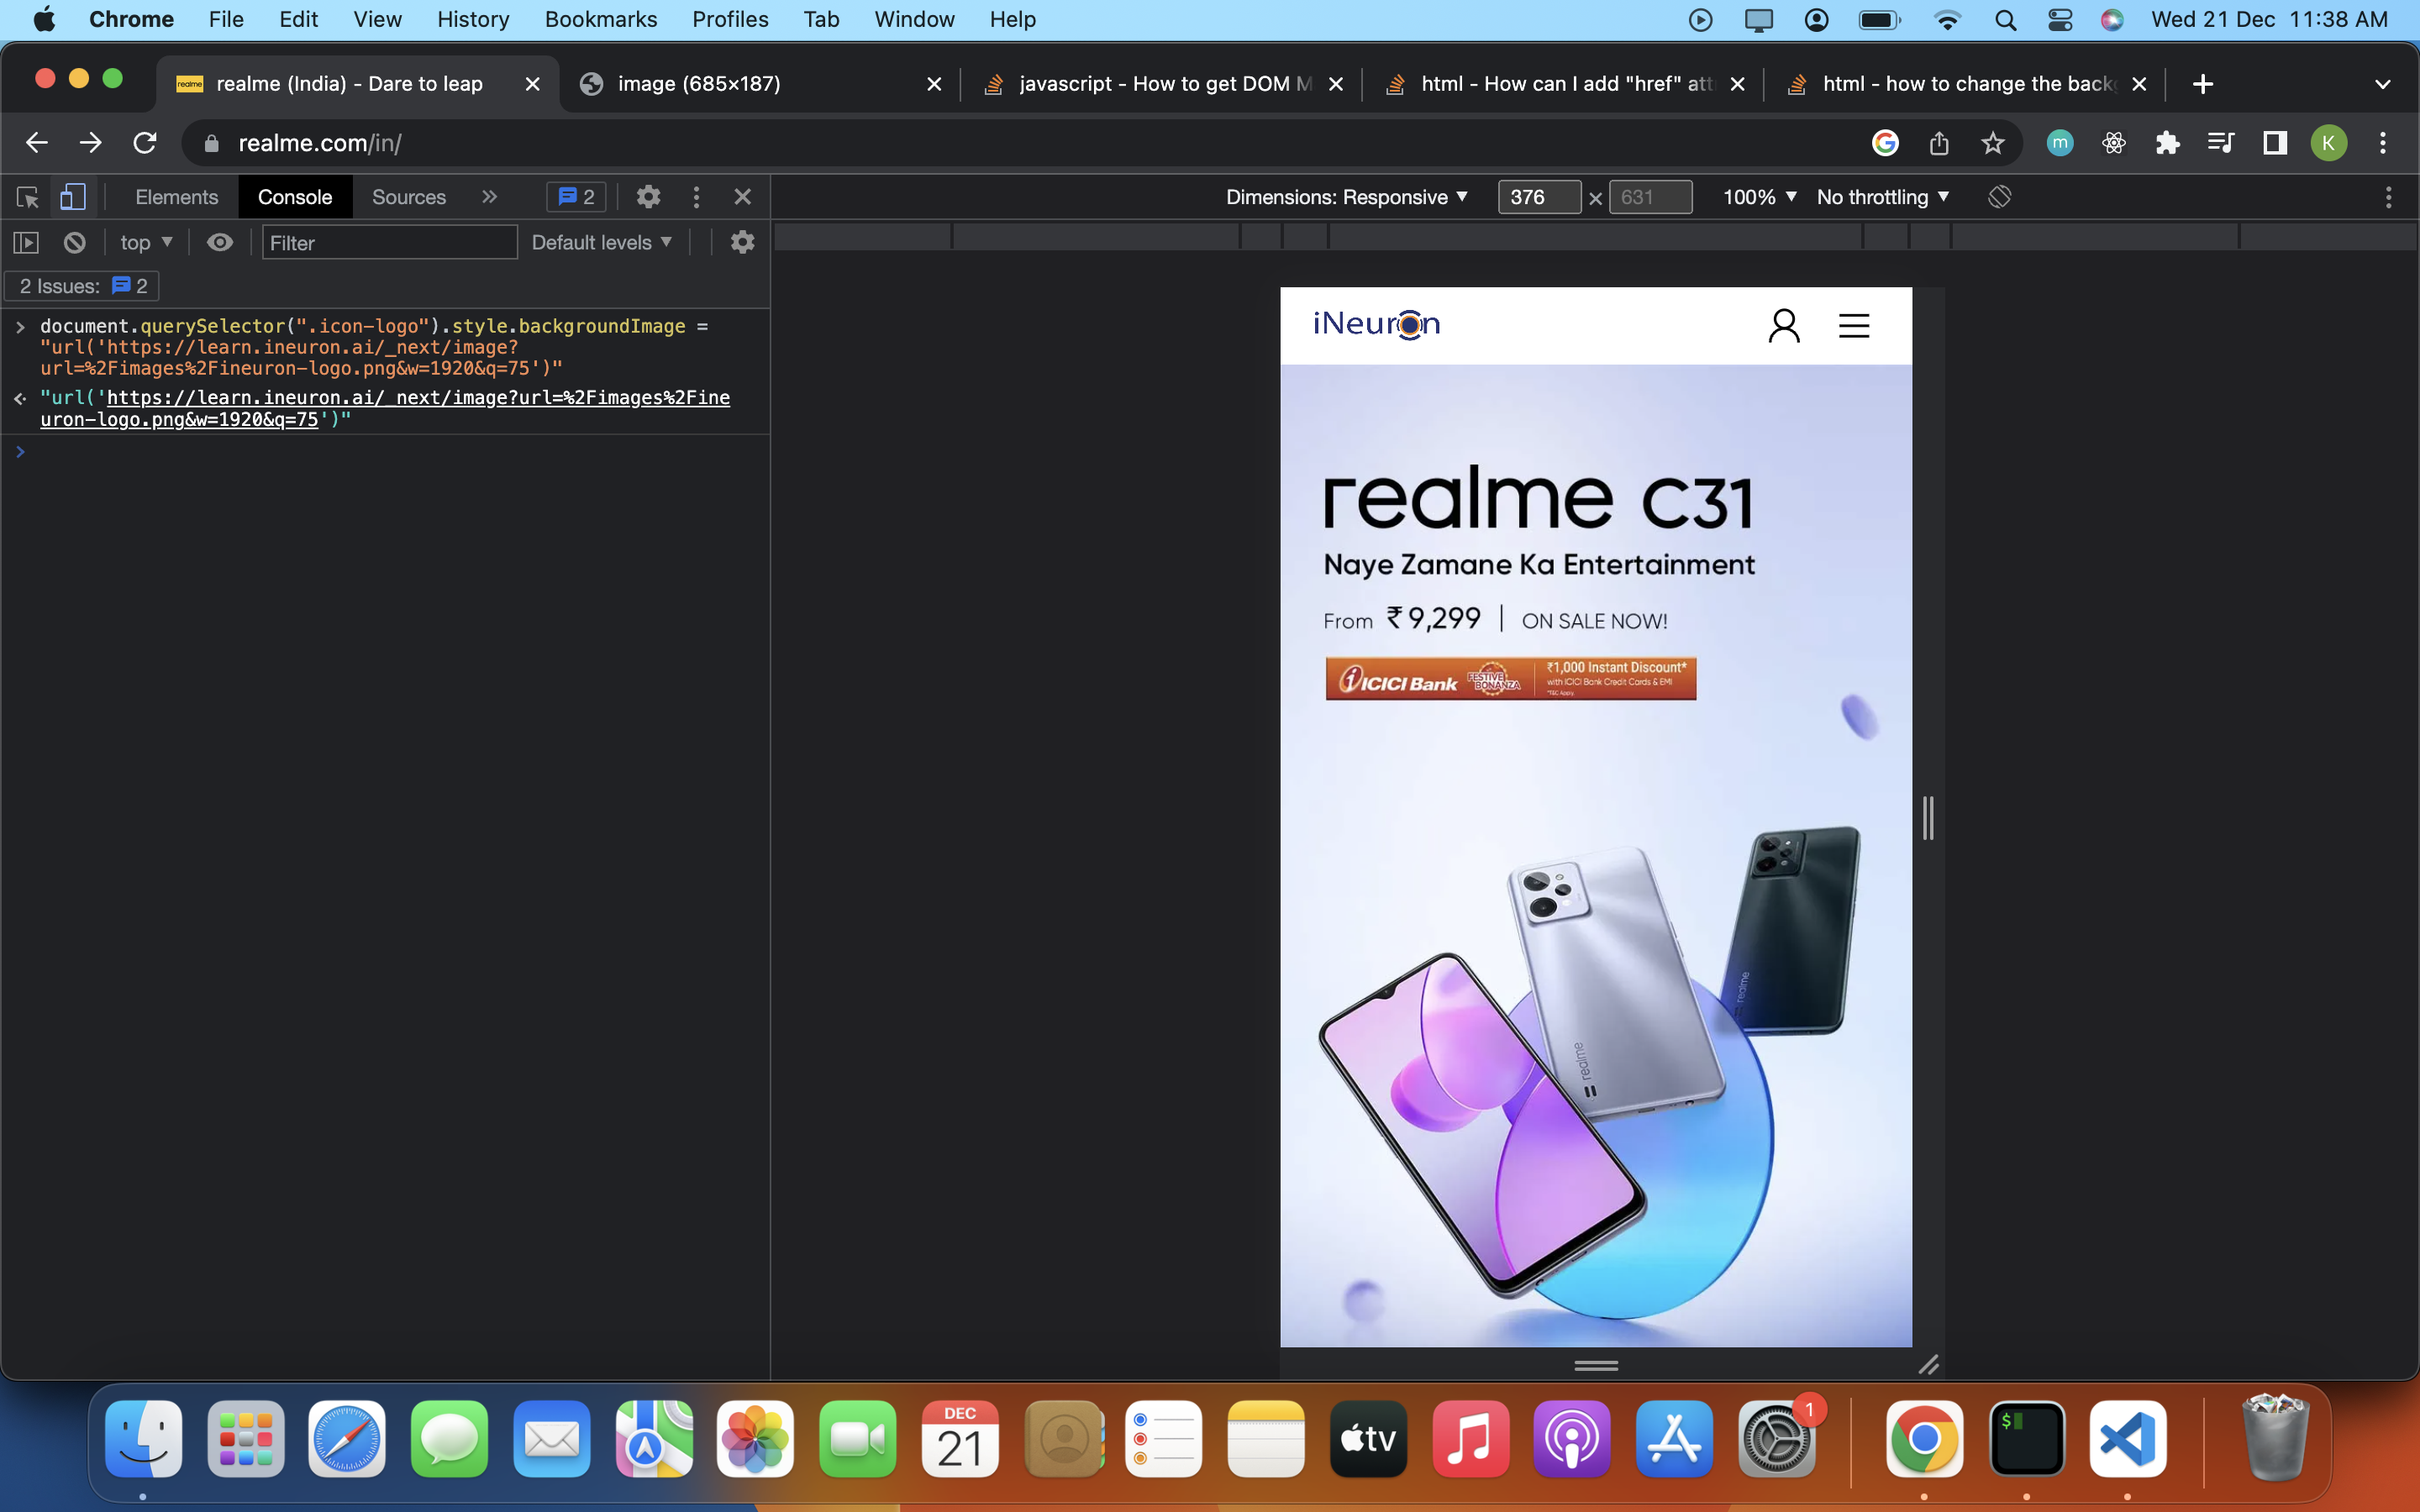 Chrome File Edit View History Bookmarks Profiles Tab Window Help Wed 21 Dec 11:38 AM
realme realme (India) - Dare to leap image (685×187) javascript - How to get DOM M html - How can I add "href" att html - how to change the back
realme.com/in/ m K
Elements Console Sources 2 Dimensions: Responsive 376 × 631 100% No throttling
top Filter Default levels
2 Issues: 2
document.querySelector(".icon-logo").style.backgroundImage =
"url('https://learn.ineuron.ai/_next/image?
url=%2Fimages%2Fineuron-logo.png&w=1920&q=75')"
"url('https://learn.ineuron.ai/_next/image?url=%2Fimages%2Fine
uron-logo.png&w=1920&q=75')"
iNeuron
realme C31
Naye Zamane Ka Entertainment
From ₹ 9,299 | ON SALE NOW!
ICICI Bank FESTIVE BONANZA ₹1,000 Instant Discount*
with ICICI Bank Credit Cards & EMI
*T&C Apply.
realme
realme
DEC
21
tv
1
$